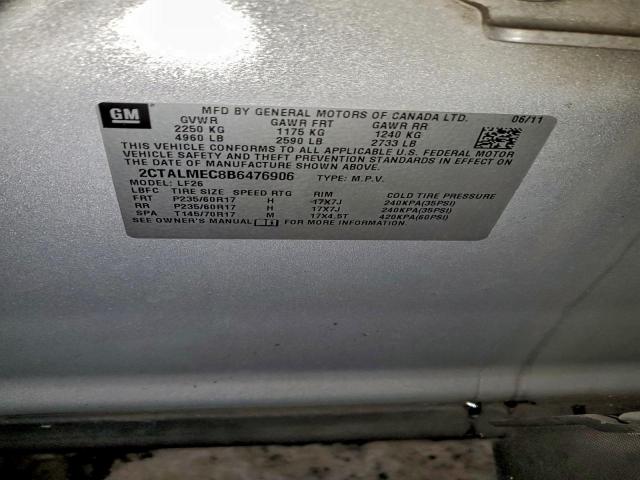 GM
MFD BY GENERAL MOTORS OF CANADA LTD. 06/11
GVWR GAWR FRT GAWR RR
2250 KG 1175 KG 1240 KG
4960 LB 2590 LB 2733 LB
THIS VEHICLE CONFORMS TO ALL APPLICABLE U.S. FEDERAL MOTOR
VEHICLE SAFETY AND THEFT PREVENTION STANDARDS IN EFFECT ON
THE DATE OF MANUFACTURE SHOWN ABOVE.
2CTALMEC8B6476906 TYPE: M.P.V.
MODEL: LF26
LBFC TIRE SIZE SPEED RTG RIM COLD TIRE PRESSURE
FRT P235/60R17 H 17X7J 240KPA(35PSI)
RR P235/60R17 H 17X7J 240KPA(35PSI)
SPA T145/70R17 M 17X4.5T 420KPA(60PSI)
SEE OWNER'S MANUAL FOR MORE INFORMATION.